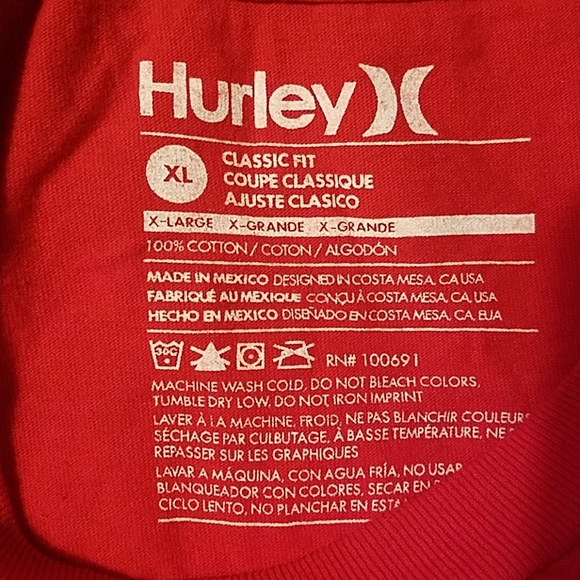 Hurley
XL
CLASSIC FIT
COUPE CLASSIQUE
AJUSTE CLASICO
X-LARGE X-GRANDE X-GRANDE
100% COTTON / COTON / ALGODÓN
MADE IN MEXICO DESIGNED IN COSTA MESA, CA USA
FABRIQUÉ AU MEXIQUE CONÇU À COSTA MESA, CA, USA
HECHO EN MEXICO DISEÑADO EN COSTA MESA, CA, EUA
30C RN# 100691
MACHINE WASH COLD, DO NOT BLEACH COLORS,
TUMBLE DRY LOW, DO NOT IRON IMPRINT
LAVER À LA MACHINE, FROID, NE PAS BLANCHIR COULEUR
SÉCHAGE PAR CULBUTAGE, À BASSE TEMPÉRATURE, NE
REPASSER SUR LES GRAPHIQUES
LAVAR A MÁQUINA, CON AGUA FRÍA, NO USAR
BLANQUEADOR CON COLORES, SECAR EN
CICLO LENTO, NO PLANCHAR EN